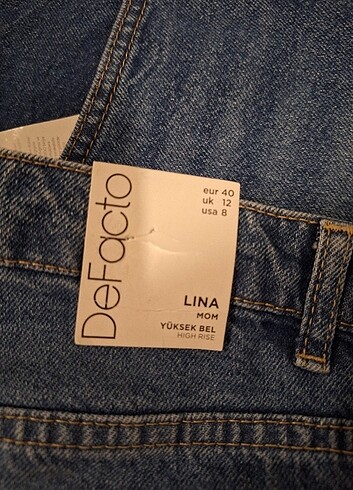 DeFacto
eur 40
uk 12
usa 8
LINA
MOM
YÜKSEK BEL
HIGH RISE